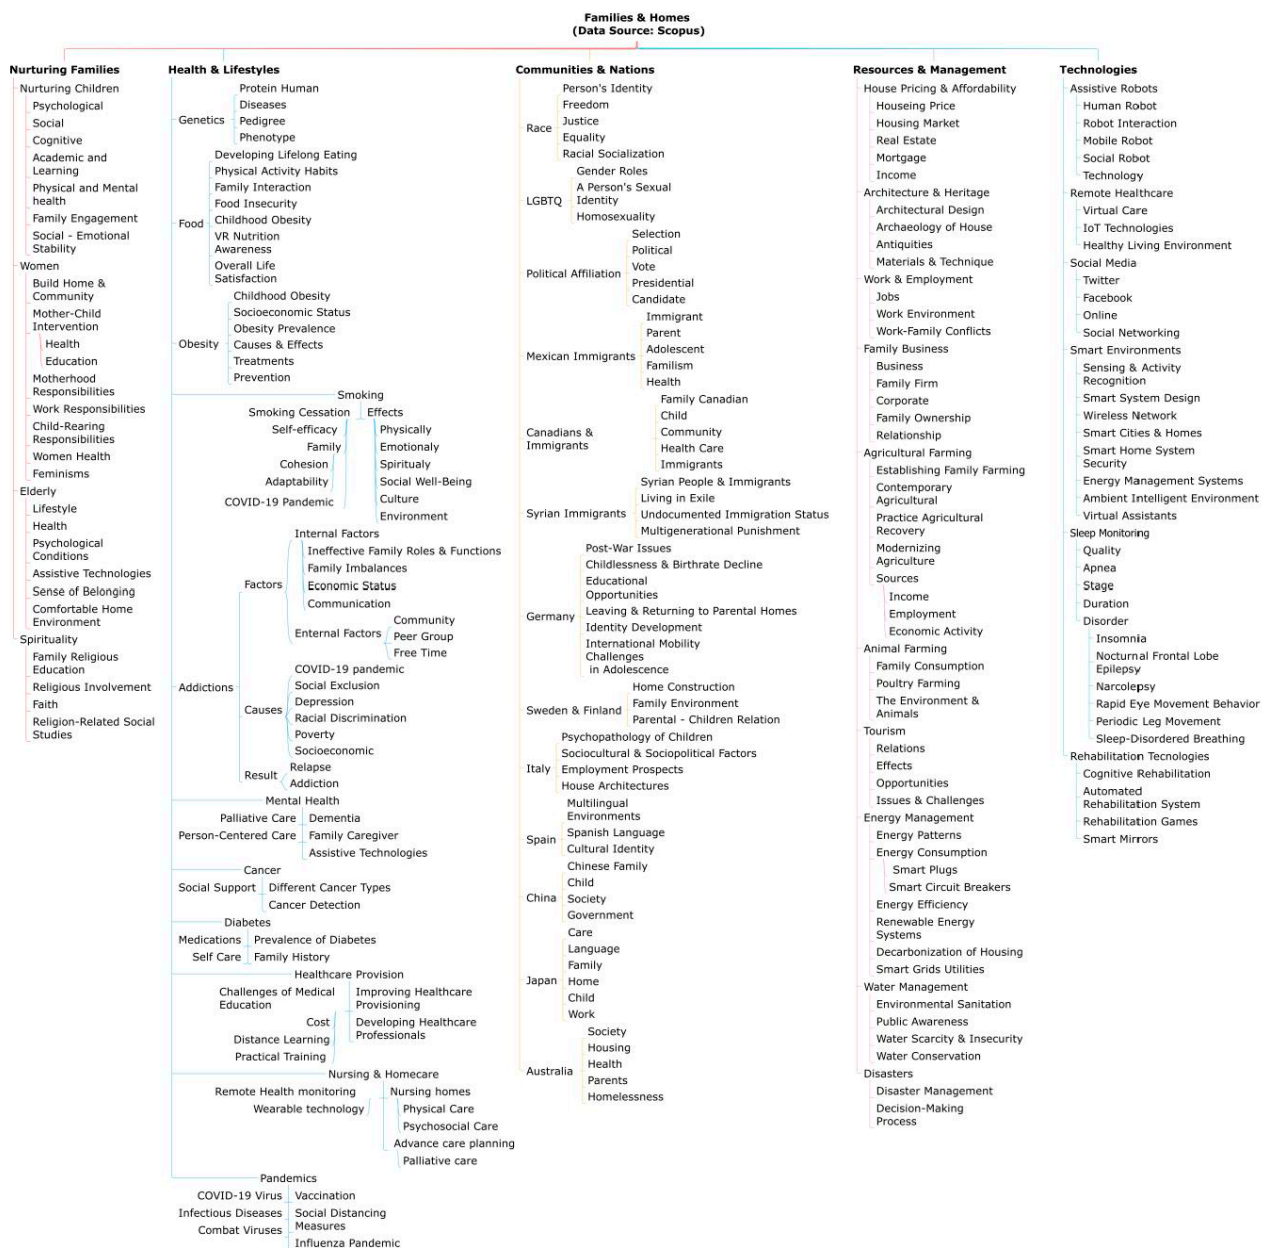 Families & Homes
(Data Source: Scopus)
Nurturing Families
Nurturing Children
Psychological
Social
Cognitive
Academic and
Learning
Physical and Mental
health
Family Engagement
Social - Emotional
Stability
Women
Build Home &
Community
Mother-Child
Intervention
Health
Education
Motherhood
Responsibilities
Work Responsibilities
Child-Rearing
Responsibilities
Women Health
Feminisms
Elderly
Lifestyle
Health
Psychological
Conditions
Assistive Technologies
Sense of Belonging
Comfortable Home
Environment
Spirituality
Family Religious
Education
Religious Involvement
Faith
Religion-Related Social
Studies
Health & Lifestyles
Genetics
Protein Human
Diseases
Pedigree
Phenotype
Food
Developing Lifelong Eating
Physical Activity Habits
Family Interaction
Food Insecurity
Childhood Obesity
VR Nutrition
Awareness
Overall Life
Satisfaction
Obesity
Childhood Obesity
Socioeconomic Status
Obesity Prevalence
Causes & Effects
Treatments
Prevention
Smoking
Smoking Cessation
Self-efficacy
Family
Cohesion
Adaptability
COVID-19 Pandemic
Effects
Physically
Emotionaly
Spiritualy
Social Well-Being
Culture
Environment
Addictions
Factors
Internal Factors
Ineffective Family Roles & Functions
Family Imbalances
Economic Status
Communication
Enternal Factors
Community
Peer Group
Free Time
Causes
COVID-19 pandemic
Social Exclusion
Depression
Racial Discrimination
Poverty
Socioeconomic
Result
Relapse
Addiction
Mental Health
Palliative Care
Person-Centered Care
Dementia
Family Caregiver
Assistive Technologies
Cancer
Social Support
Different Cancer Types
Cancer Detection
Diabetes
Medications
Self Care
Prevalence of Diabetes
Family History
Healthcare Provision
Challenges of Medical
Education
Cost
Distance Learning
Practical Training
Improving Healthcare
Provisioning
Developing Healthcare
Professionals
Nursing & Homecare
Remote Health monitoring
Wearable technology
Nursing homes
Physical Care
Psychosocial Care
Advance care planning
Palliative care
Pandemics
COVID-19 Virus
Infectious Diseases
Combat Viruses
Vaccination
Social Distancing
Measures
Influenza Pandemic
Communities & Nations
Race
Person's Identity
Freedom
Justice
Equality
Racial Socialization
LGBTQ
Gender Roles
A Person's Sexual
Identity
Homosexuality
Political Affiliation
Selection
Political
Vote
Presidential
Candidate
Mexican Immigrants
Immigrant
Parent
Adolescent
Familism
Health
Canadians &
Immigrants
Family Canadian
Child
Community
Health Care
Immigrants
Syrian Immigrants
Syrian People & Immigrants
Living in Exile
Undocumented Immigration Status
Multigenerational Punishment
Germany
Post-War Issues
Childlessness & Birthrate Decline
Educational
Opportunities
Leaving & Returning to Parental Homes
Identity Development
International Mobility
Challenges
in Adolescence
Sweden & Finland
Home Construction
Family Environment
Parental - Children Relation
Italy
Psychopathology of Children
Sociocultural & Sociopolitical Factors
Employment Prospects
House Architectures
Spain
Multilingual
Environments
Spanish Language
Cultural Identity
China
Chinese Family
Child
Society
Government
Japan
Care
Language
Family
Home
Child
Work
Australia
Society
Housing
Health
Parents
Homelessness
Resources & Management
House Pricing & Affordability
Houseing Price
Housing Market
Real Estate
Mortgage
Income
Architecture & Heritage
Architectural Design
Archaeology of House
Antiquities
Materials & Technique
Work & Employment
Jobs
Work Environment
Work-Family Conflicts
Family Business
Business
Family Firm
Corporate
Family Ownership
Relationship
Agricultural Farming
Establishing Family Farming
Contemporary
Agricultural
Practice Agricultural
Recovery
Modernizing
Agriculture
Sources
Income
Employment
Economic Activity
Animal Farming
Family Consumption
Poultry Farming
The Environment &
Animals
Tourism
Relations
Effects
Opportunities
Issues & Challenges
Energy Management
Energy Patterns
Energy Consumption
Smart Plugs
Smart Circuit Breakers
Energy Efficiency
Renewable Energy
Systems
Decarbonization of Housing
Smart Grids Utilities
Water Management
Environmental Sanitation
Public Awareness
Water Scarcity & Insecurity
Water Conservation
Disasters
Disaster Management
Decision-Making
Process
Technologies
Assistive Robots
Human Robot
Robot Interaction
Mobile Robot
Social Robot
Technology
Remote Healthcare
Virtual Care
IoT Technologies
Healthy Living Environment
Social Media
Twitter
Facebook
Online
Social Networking
Smart Environments
Sensing & Activity
Recognition
Smart System Design
Wireless Network
Smart Cities & Homes
Smart Home System
Security
Energy Management Systems
Ambient Intelligent Environment
Virtual Assistants
Sleep Monitoring
Quality
Apnea
Stage
Duration
Disorder
Insomnia
Nocturnal Frontal Lobe
Epilepsy
Narcolepsy
Rapid Eye Movement Behavior
Periodic Leg Movement
Sleep-Disordered Breathing
Rehabilitation Tecnologies
Cognitive Rehabilitation
Automated
Rehabilitation System
Rehabilitation Games
Smart Mirrors